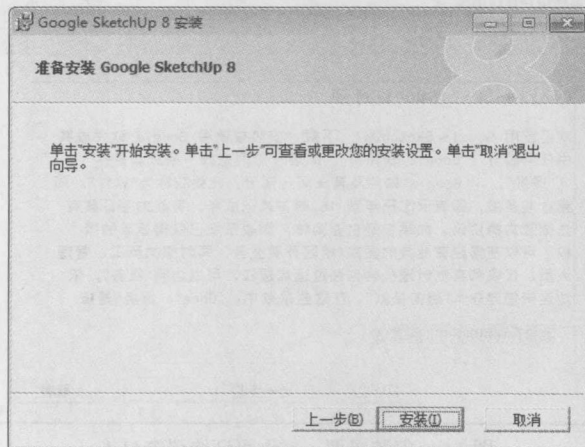 Google SketchUp 8 安装
准备安装 Google SketchUp 8
单击"安装"开始安装。单击"上一步"可查看或更改您的安装设置。单击"取消"退出
向导。
上一步(B) 安装(I) 取消